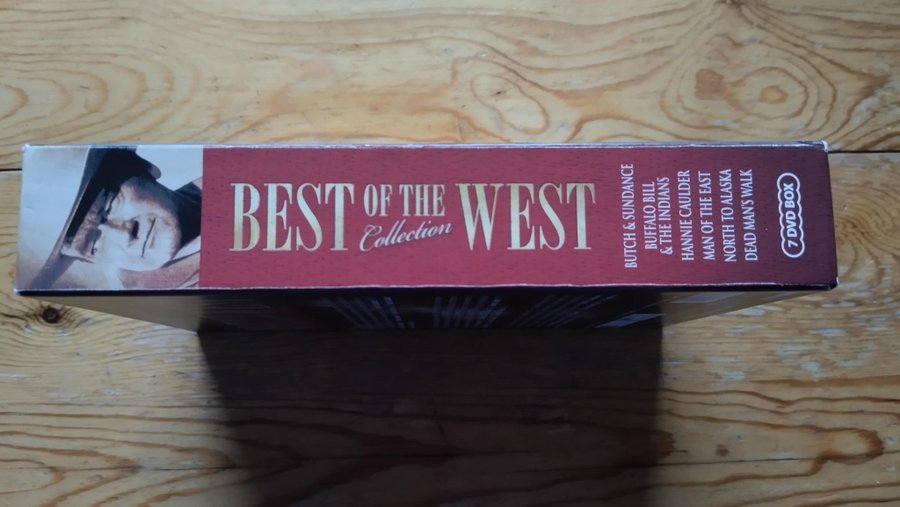 BEST OF THE WEST
Collection
BUTCH & SUNDANCE
BUFFALO BILL
& THE INDIANS
HANNIE CAULDER
MAN OF THE EAST
NORTH TO ALASKA
DEAD MAN'S WALK
7 DVD BOX